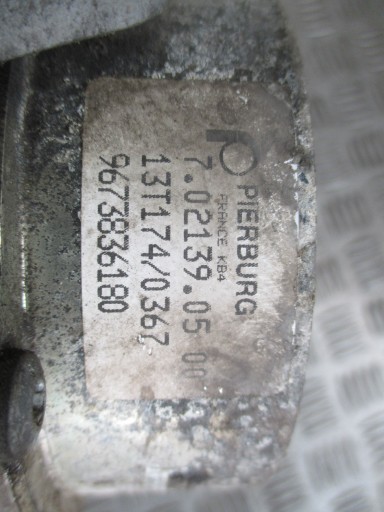 PIERBURG
FRANCE KB4
7.02139.05 00
13T174/0367
9673836180